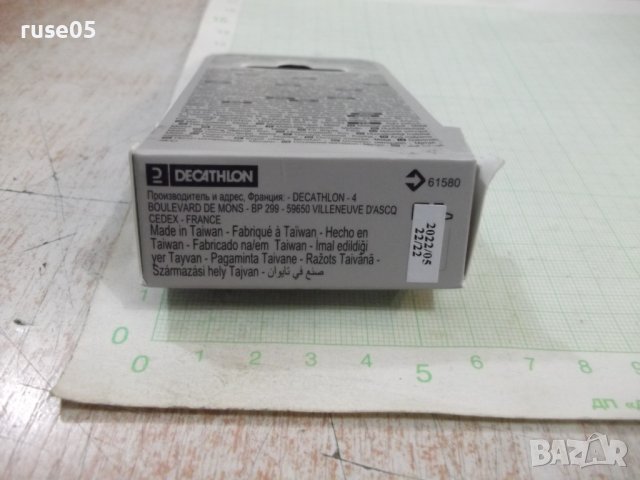 ruse05
DECATHLON
61580
Производитель и адрес, Франция: - DECATHLON - 4
BOULEVARD DE MONS - BP 299 - 59650 VILLENEUVE D'ASCQ
CEDEX - FRANCE
Made in Taiwan - Fabriqué à Taïwan - Hecho en
Taiwan - Fabricado na/em Taiwan - İmal edildiği
yer Tayvan - Pagaminta Taivane - Ražots Taivānā -
Származási hely Tajvan - صنع في تايوان
2022/05
22/22
0
0 1 2 3 4 5 6 7 8 9
BAZAR